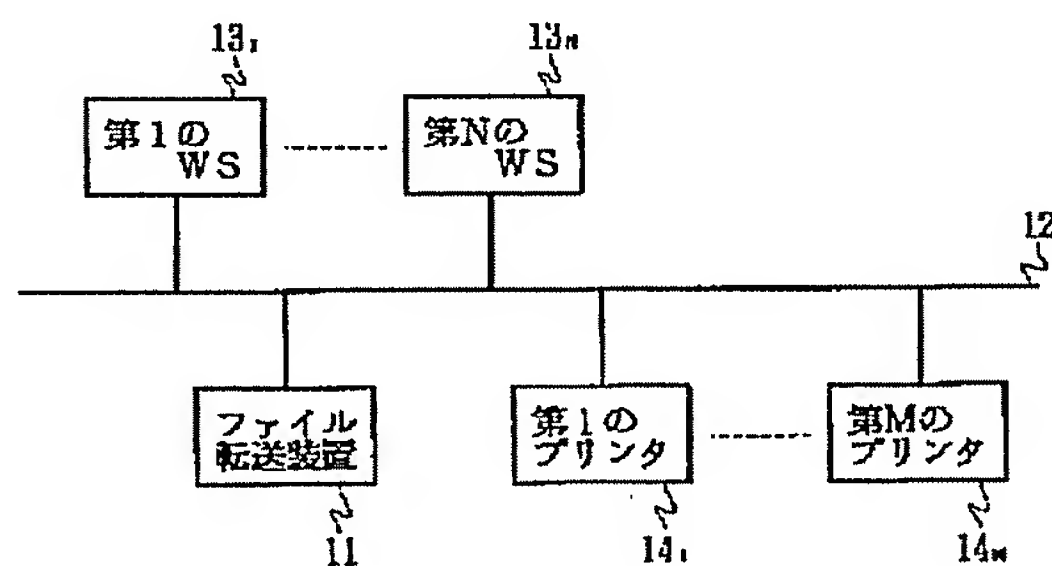 13₁
13ₙ
第1の
WS
第Nの
WS
12
ファイル
転送装置
第1の
プリンタ
第Mの
プリンタ
11
14₁
14ₘ